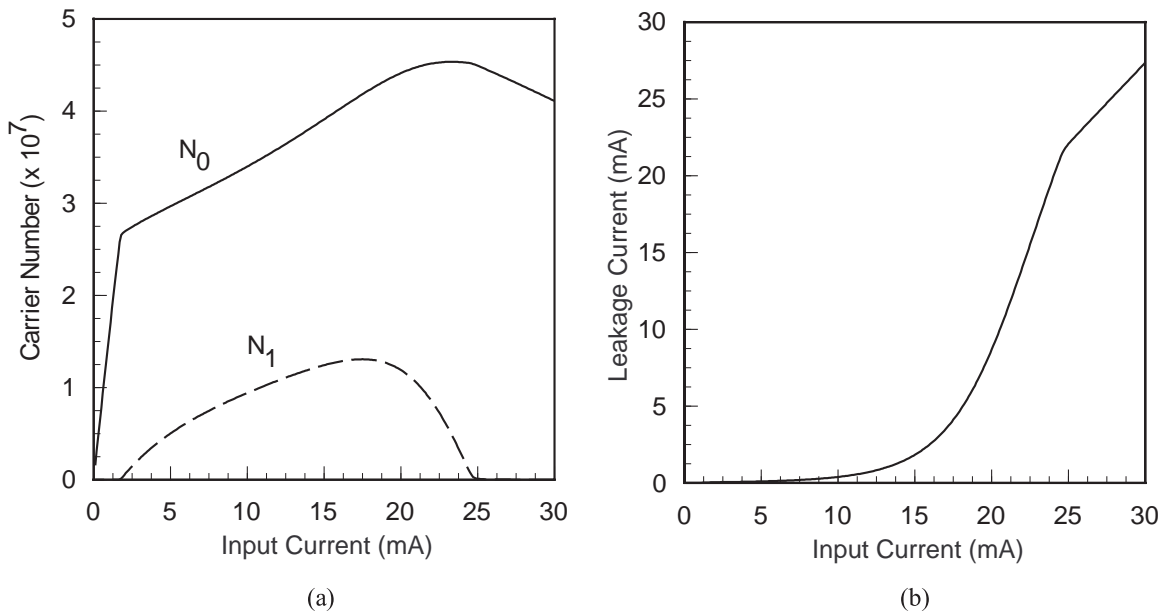 5
4
3
2
1
0
Carrier Number (x 10^7)
N0
N1
0 5 10 15 20 25 30
Input Current (mA)
(a)
30
25
20
15
10
5
0
Leakage Current (mA)
0 5 10 15 20 25 30
Input Current (mA)
(b)